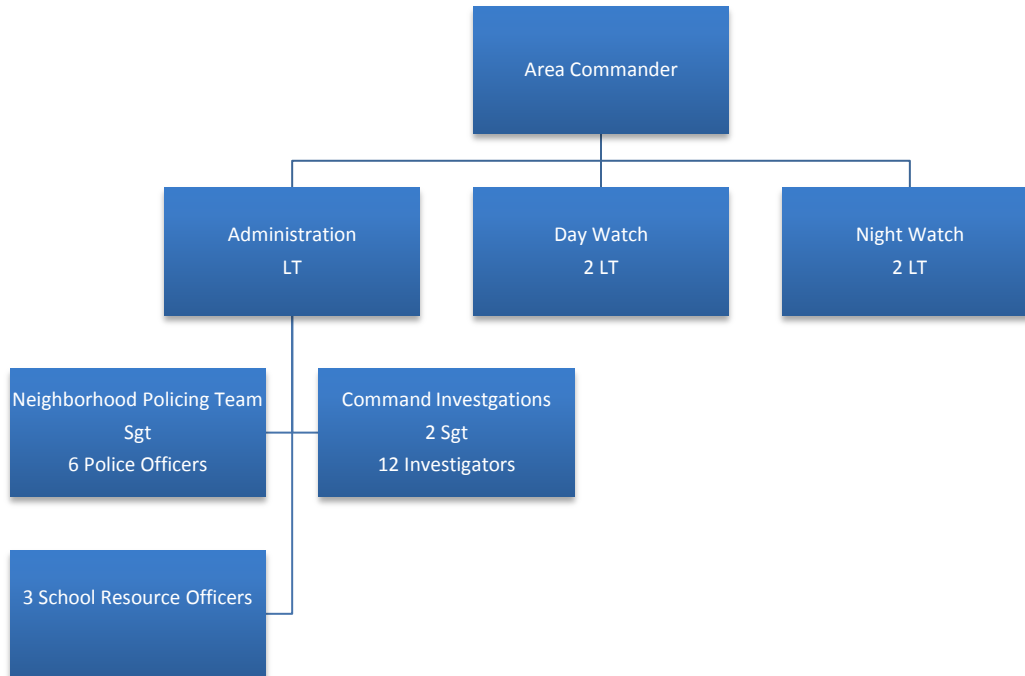 Area Commander
Administration
LT
Day Watch
2 LT
Night Watch
2 LT
Neighborhood Policing Team
Sgt
6 Police Officers
Command Investgations
2 Sgt
12 Investigators
3 School Resource Officers